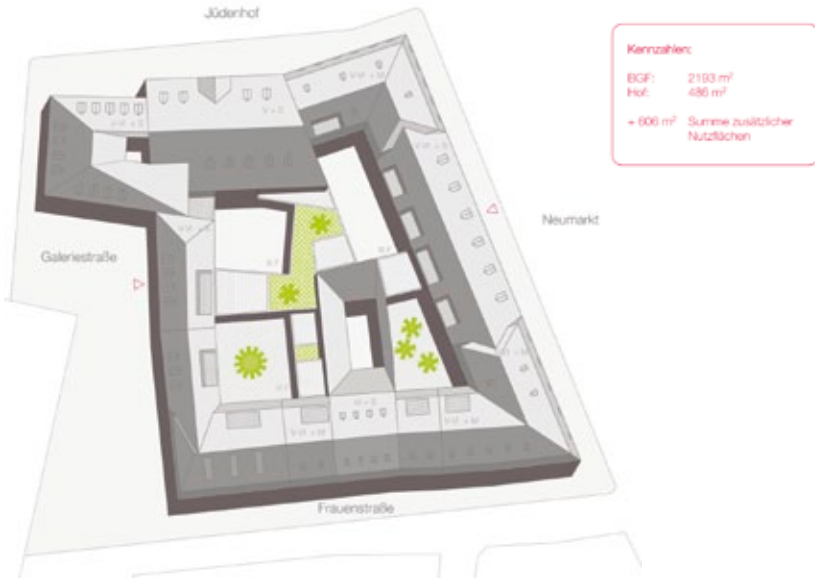 Jüdenhof
Kennzahlen:
BGF: 2193 m²
Hof: 486 m²
+ 606 m² Summe zusätzlicher
Nutzflächen
Neumarkt
Galeriestraße
Frauenstraße